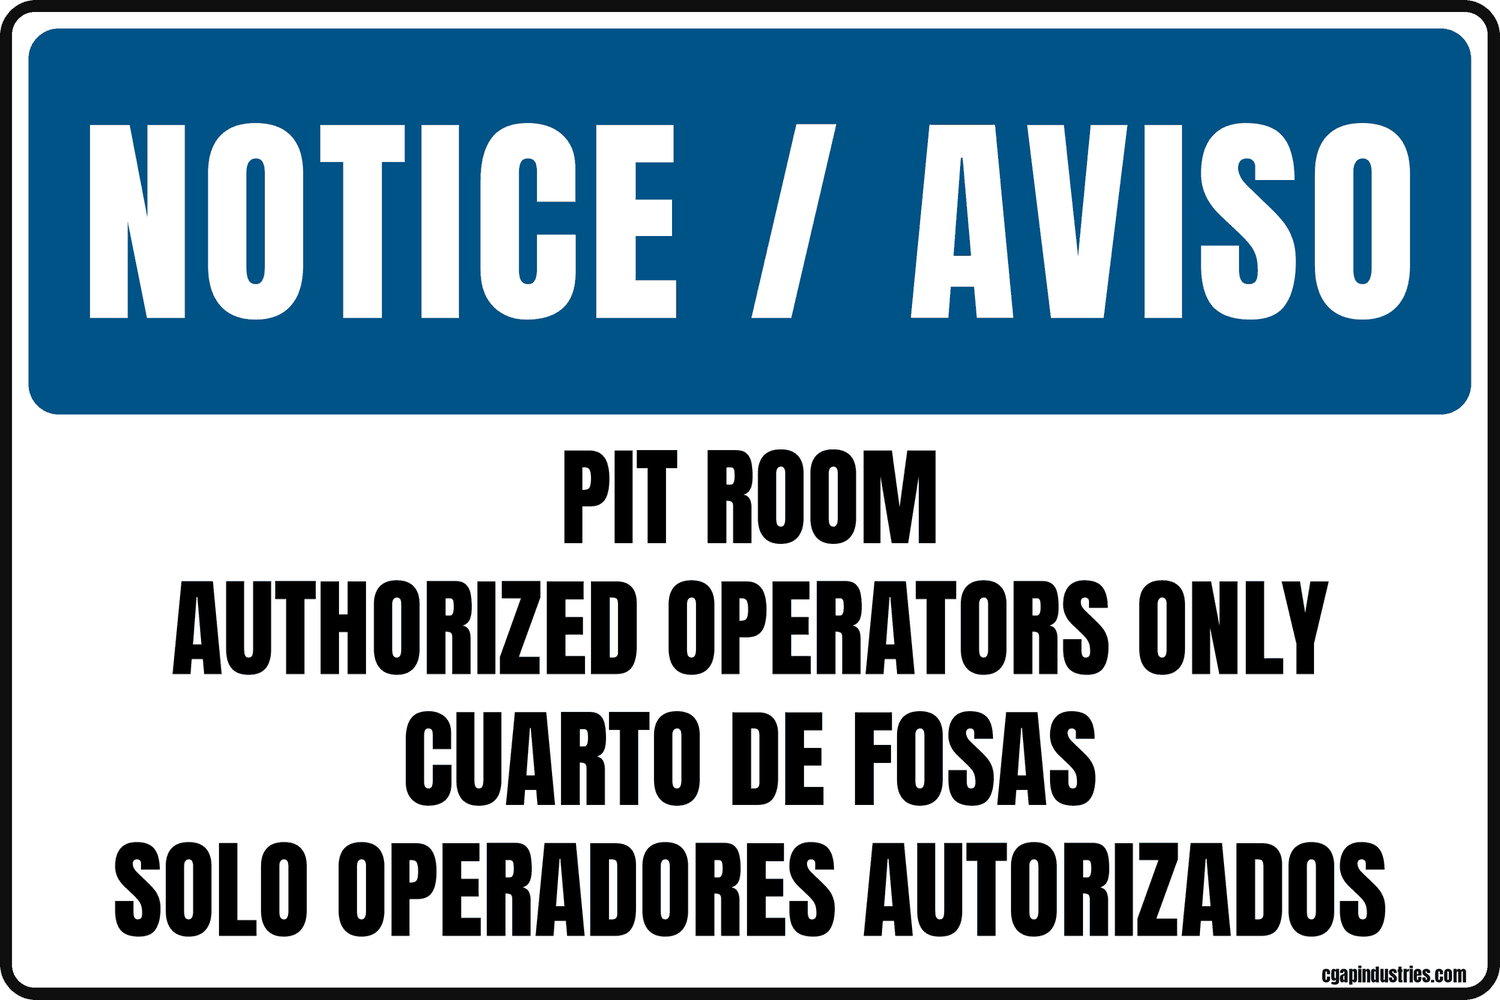 NOTICE / AVISO
PIT ROOM
AUTHORIZED OPERATORS ONLY
CUARTO DE FOSAS
SOLO OPERADORES AUTORIZADOS
cgapindustries.com